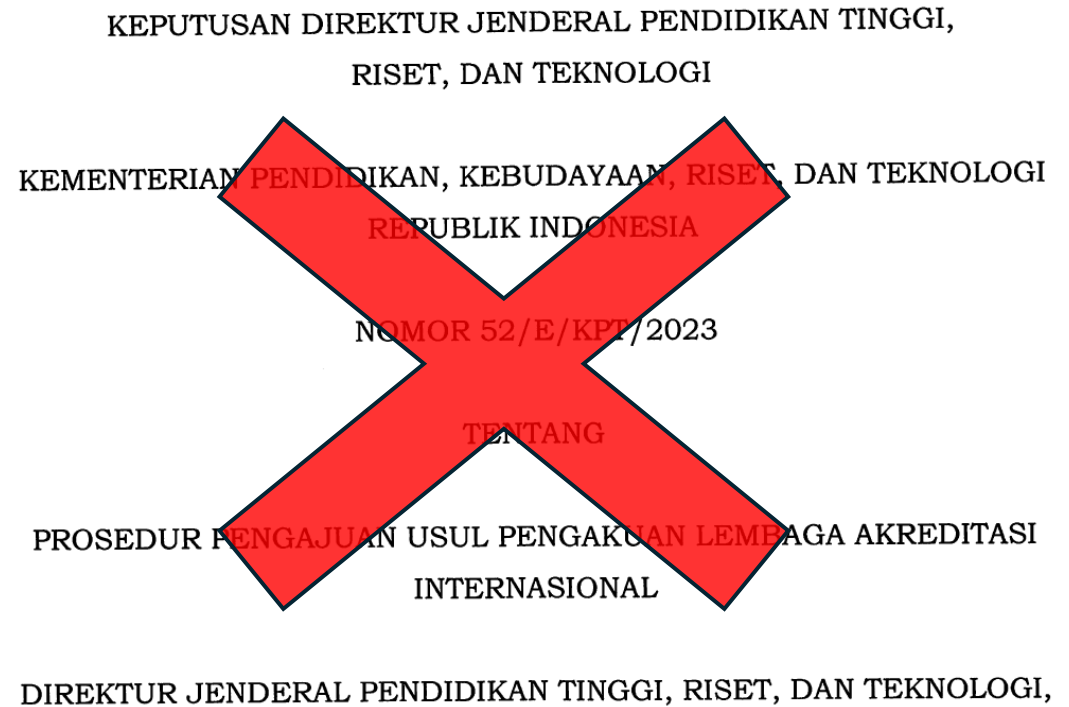 KEPUTUSAN DIREKTUR JENDERAL PENDIDIKAN TINGGI,
RISET, DAN TEKNOLOGI
KEMENTERIAN PENDIDIKAN, KEBUDAYAAN, RISET, DAN TEKNOLOGI
REPUBLIK INDONESIA
NOMOR 52/E/KPT/2023
TENTANG
PROSEDUR PENGAJUAN USUL PENGAKUAN LEMBAGA AKREDITASI
INTERNASIONAL
DIREKTUR JENDERAL PENDIDIKAN TINGGI, RISET, DAN TEKNOLOGI,